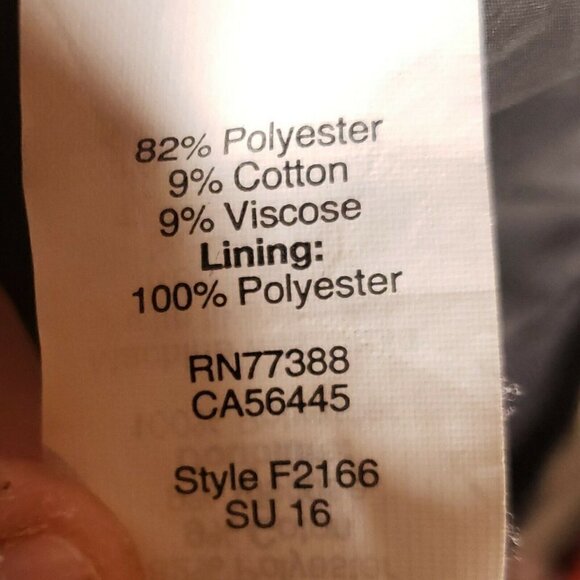 82% Polyester
9% Cotton
9% Viscose
Lining:
100% Polyester
RN77388
CA56445
Style F2166
SU 16